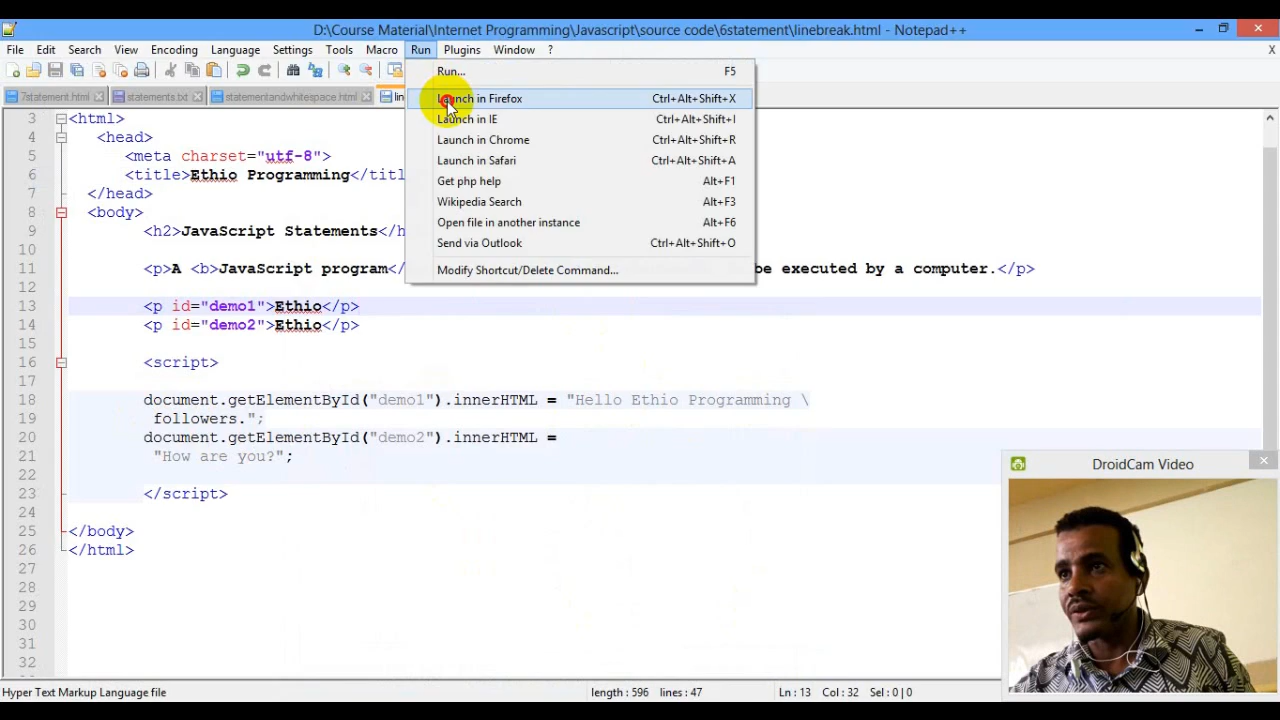 D:\Course Material\Internet Programming\Javascript\source code\6statement\linebreak.html - Notepad++
File Edit Search View Encoding Language Settings Tools Macro Run Plugins Window ? X
7statement.html statements.txt statementandwhitespace.html lin
Run... F5
Launch in Firefox Ctrl+Alt+Shift+X
Launch in IE Ctrl+Alt+Shift+I
Launch in Chrome Ctrl+Alt+Shift+R
Launch in Safari Ctrl+Alt+Shift+A
Get php help Alt+F1
Wikipedia Search Alt+F3
Open file in another instance Alt+F6
Send via Outlook Ctrl+Alt+Shift+O
Modify Shortcut/Delete Command...
3 <html>
4 <head>
5 <meta charset="utf-8">
6 <title>Ethio Programming</titl
7 </head>
8 <body>
9 <h2>JavaScript Statements</h
10
11 <p>A <b>JavaScript program</ be executed by a computer.</p>
12
13 <p id="demo1">Ethio</p>
14 <p id="demo2">Ethio</p>
15
16 <script>
17
18 document.getElementById("demo1").innerHTML = "Hello Ethio Programming \
19 followers.";
20 document.getElementById("demo2").innerHTML =
21 "How are you?";
22
23 </script>
24
25 </body>
26 </html>
27
28
29
30
31
32
DroidCam Video
Hyper Text Markup Language file length : 596 lines : 47 Ln : 13 Col : 32 Sel : 0 | 0